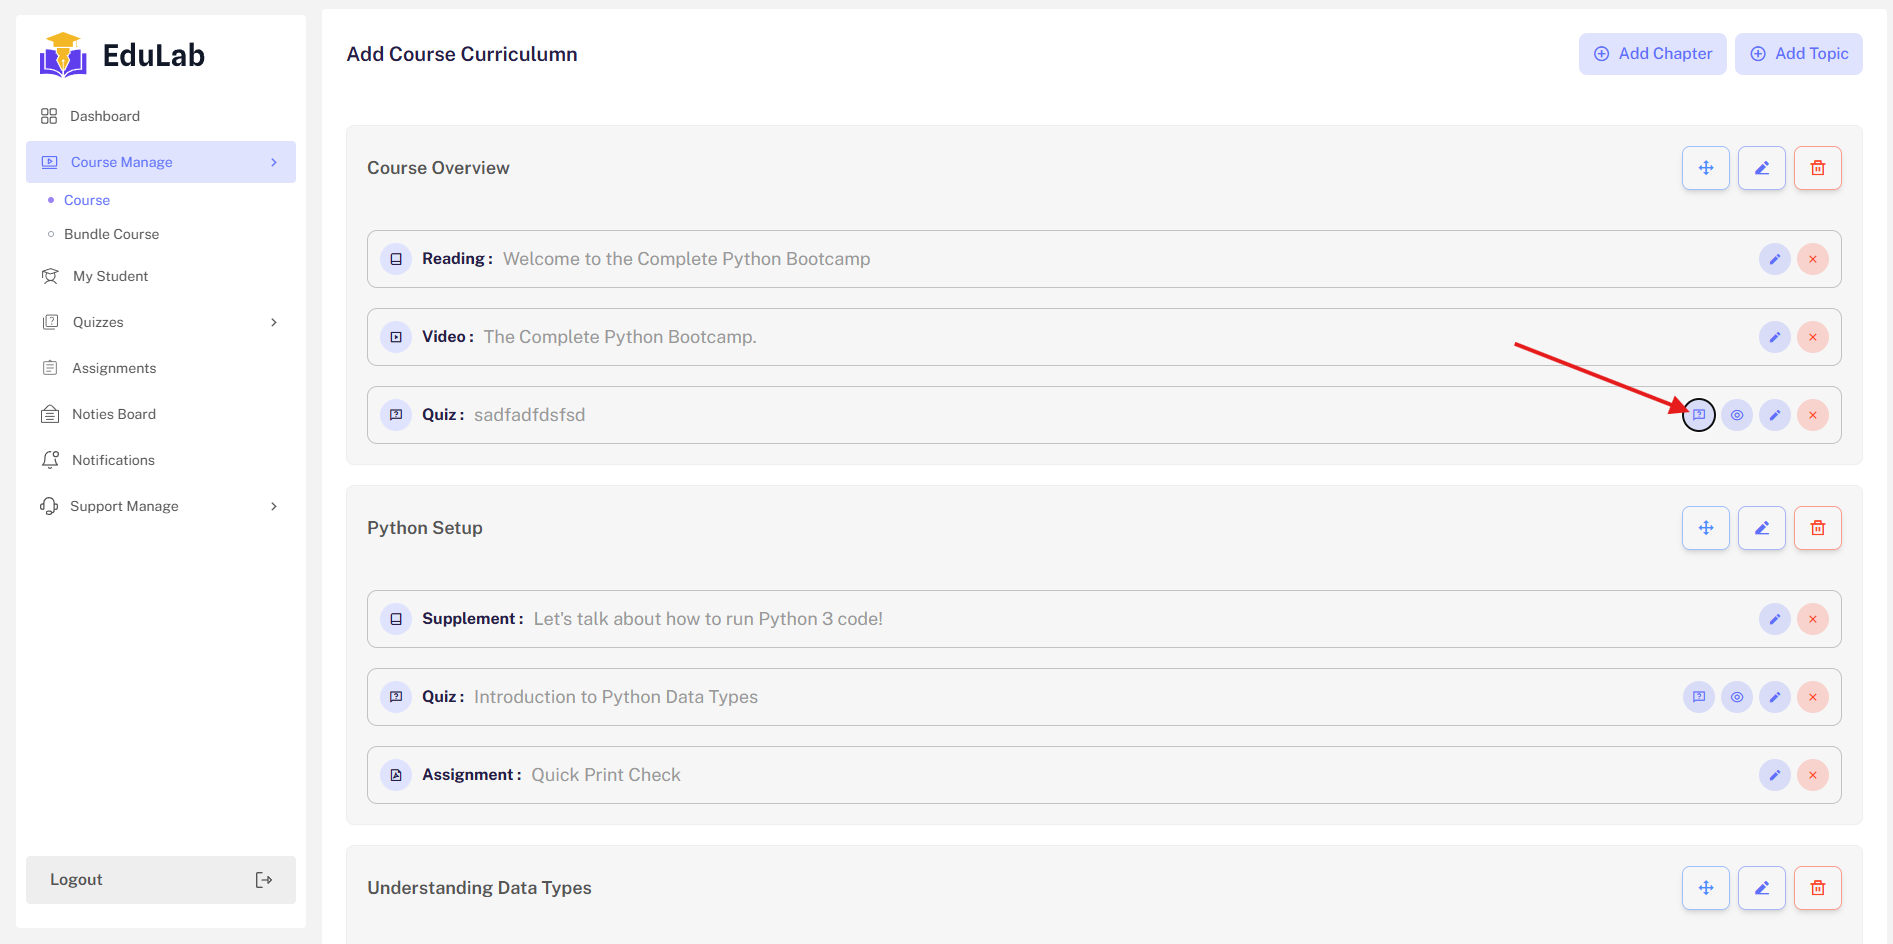 EduLab
Dashboard
Course Manage
Course
Bundle Course
My Student
Quizzes
Assignments
Noties Board
Notifications
Support Manage
Logout
Add Course Curriculumn
Add Chapter
Add Topic
Course Overview
Reading : Welcome to the Complete Python Bootcamp
Video : The Complete Python Bootcamp.
Quiz : sadfadfdsfsd
Python Setup
Supplement : Let's talk about how to run Python 3 code!
Quiz : Introduction to Python Data Types
Assignment : Quick Print Check
Understanding Data Types